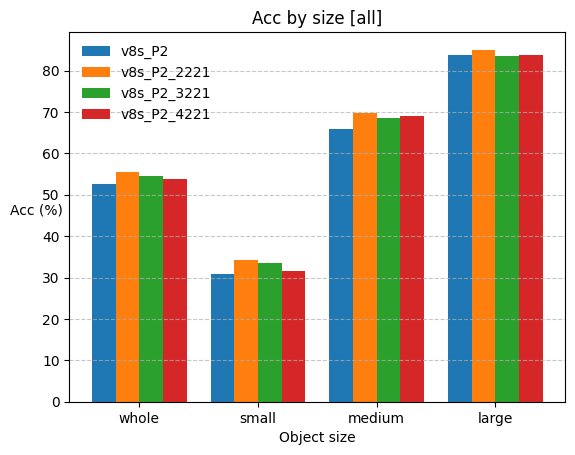 Acc by size [all]
v8s_P2
v8s_P2_2221
v8s_P2_3221
v8s_P2_4221
80
70
60
50
Acc (%)
40
30
20
10
0
whole small medium large
Object size